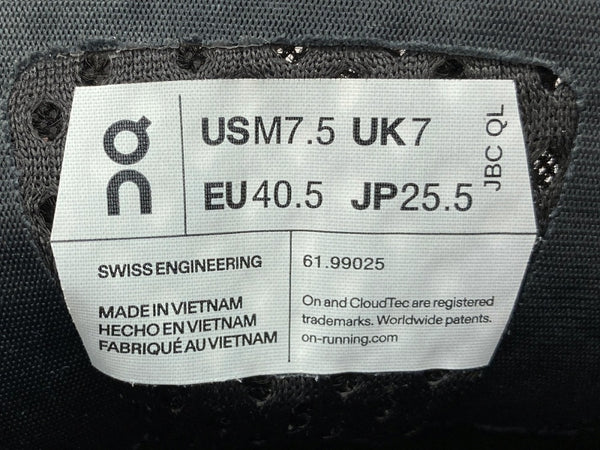 USM7.5 UK7
EU40.5 JP25.5
JBC QL
SWISS ENGINEERING
61.99025
MADE IN VIETNAM
HECHO EN VIETNAM
FABRIQUÉ AU VIETNAM
On and CloudTec are registered
trademarks. Worldwide patents.
on-running.com